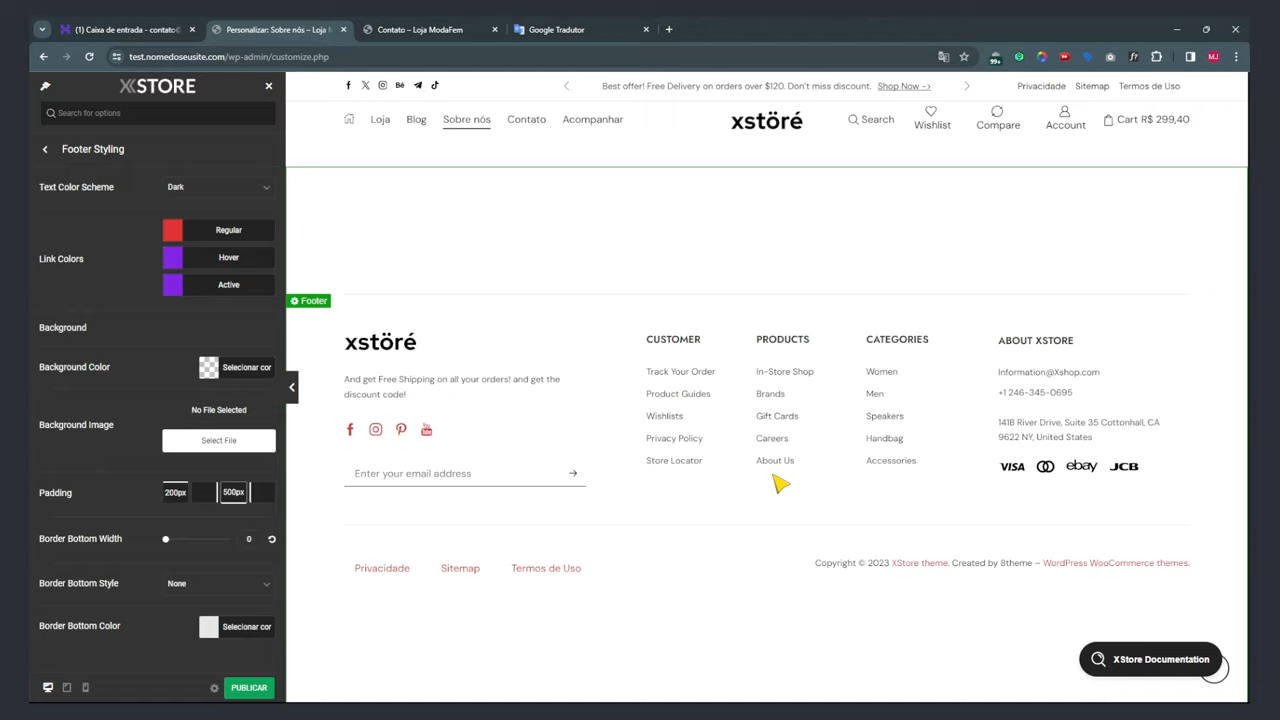 (1) Caixa de entrada - contato@
Personalizar: Sobre nós – Loja M
Contato – Loja ModaFem
Google Tradutor
test.nomedoseusite.com/wp-admin/customize.php
99+
MJ
XSTORE
Search for options
Footer Styling
Text Color Scheme
Dark
Link Colors
Regular
Hover
Active
Background
Background Color
Selecionar cor
Background Image
No File Selected
Select File
Padding
200px
500px
Border Bottom Width
0
Border Bottom Style
None
Border Bottom Color
Selecionar cor
PUBLICAR
Best offer! Free Delivery on orders over $120. Don't miss discount. Shop Now ->
Privacidade Sitemap Termos de Uso
Loja Blog Sobre nós Contato Acompanhar
xstöré
Search
Wishlist
Compare
Account
Cart R$ 299,40
Footer
xstöré
And get Free Shipping on all your orders! and get the
discount code!
Enter your email address
CUSTOMER
Track Your Order
Product Guides
Wishlists
Privacy Policy
Store Locator
PRODUCTS
In-Store Shop
Brands
Gift Cards
Careers
About Us
CATEGORIES
Women
Men
Speakers
Handbag
Accessories
ABOUT XSTORE
Information@Xshop.com
+1 246-345-0695
1418 River Drive, Suite 35 Cottonhall, CA
9622 NY, United States
VISA ebay JCB
Privacidade Sitemap Termos de Uso
Copyright © 2023 XStore theme. Created by 8theme – WordPress WooCommerce themes.
XStore Documentation